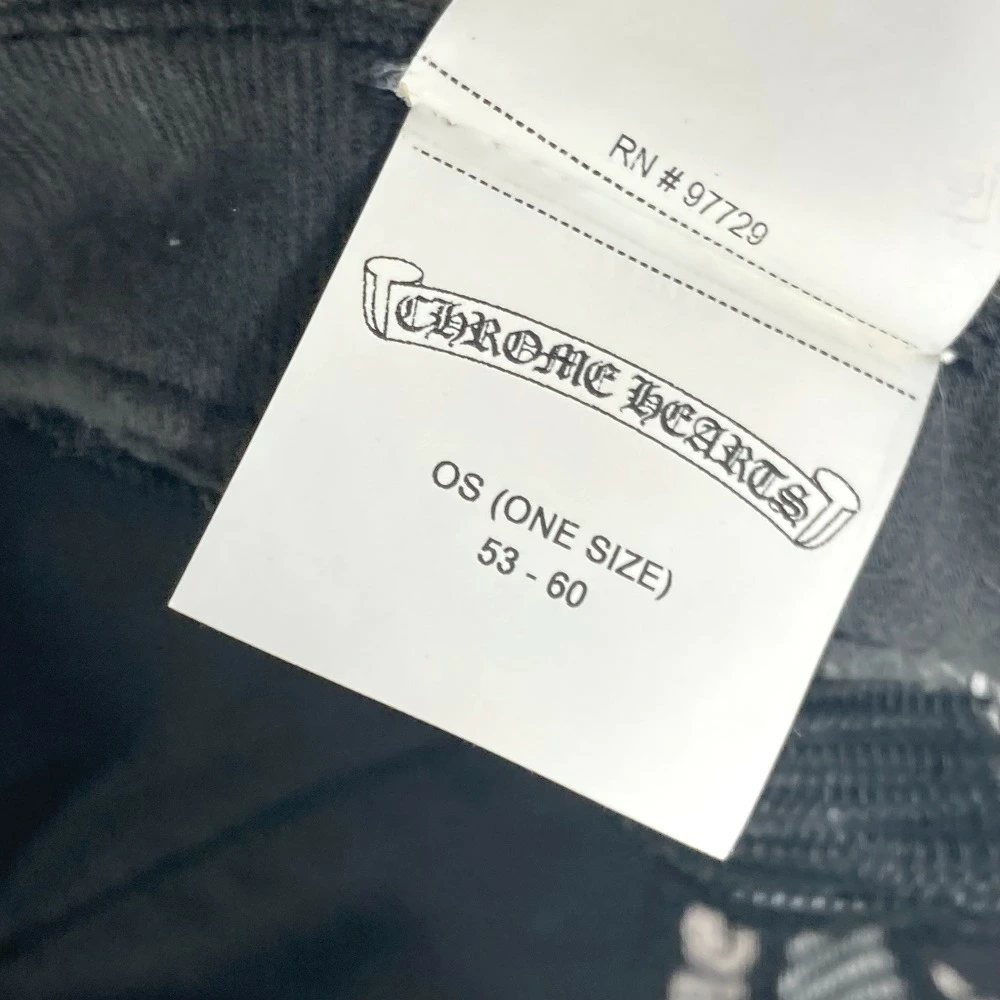 RN # 97729
CHROME HEARTS
OS (ONE SIZE)
53 - 60